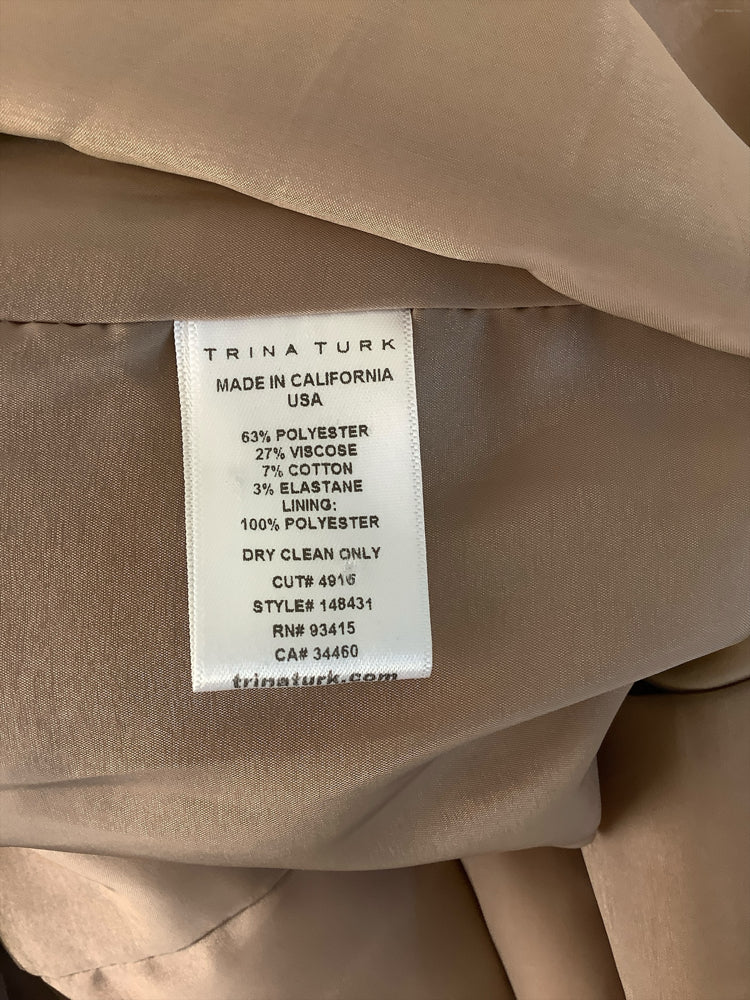 TRINA TURK
MADE IN CALIFORNIA
USA
63% POLYESTER
27% VISCOSE
7% COTTON
3% ELASTANE
LINING:
100% POLYESTER
DRY CLEAN ONLY
CUT# 4916
STYLE# 148431
RN# 93415
CA# 34460
trinaturk.com